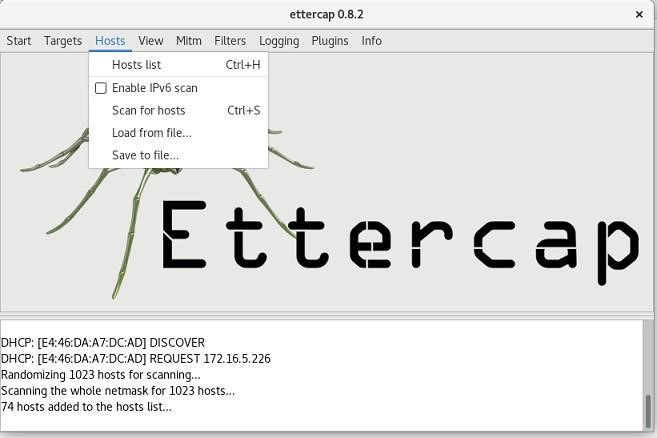 ettercap 0.8.2
Start Targets Hosts View Mitm Filters Logging Plugins Info
Hosts list Ctrl+H
Enable IPv6 scan
Scan for hosts Ctrl+S
Load from file...
Save to file...
Ettercap
DHCP: [E4:46:DA:A7:DC:AD] DISCOVER
DHCP: [E4:46:DA:A7:DC:AD] REQUEST 172.16.5.226
Randomizing 1023 hosts for scanning...
Scanning the whole netmask for 1023 hosts...
74 hosts added to the hosts list...